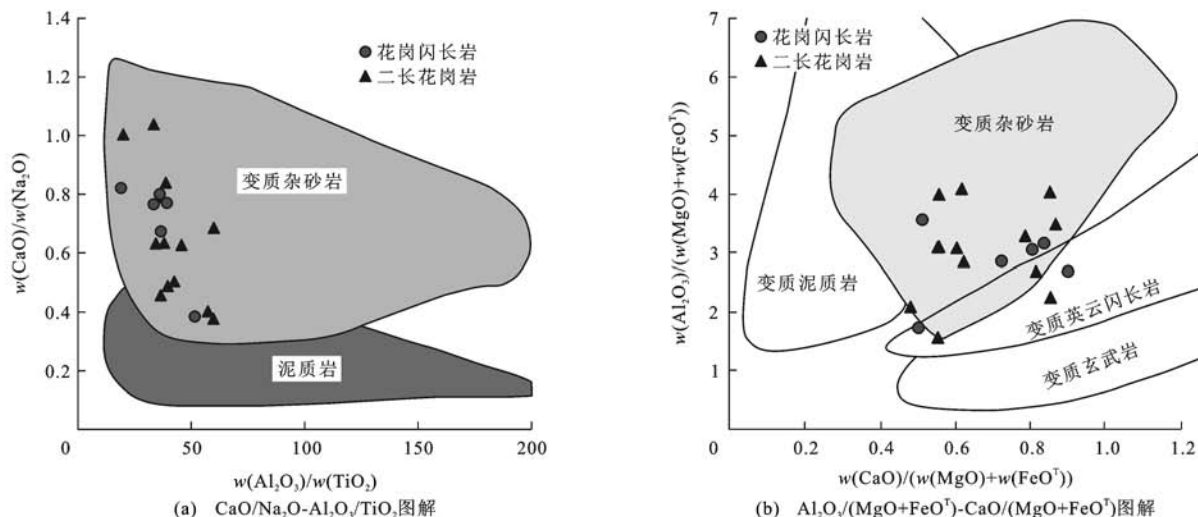 1.4
1.2
1.0
0.8
0.6
0.4
0.2
0
50
100
150
200
w(CaO)/w(Na₂O)
w(Al₂O₃)/w(TiO₂)
花岗闪长岩
二长花岗岩
变质杂砂岩
泥质岩
(a) CaO/Na₂O-Al₂O₃/TiO₂图解
7
6
5
4
3
2
1
0
0.2
0.4
0.6
0.8
1.0
1.2
w(Al₂O₃)/(w(MgO)+w(FeOᵀ))
w(CaO)/(w(MgO)+w(FeOᵀ))
花岗闪长岩
二长花岗岩
变质杂砂岩
变质泥质岩
变质英云闪长岩
变质玄武岩
(b) Al₂O₃/(MgO+FeOᵀ)-CaO/(MgO+FeOᵀ)图解